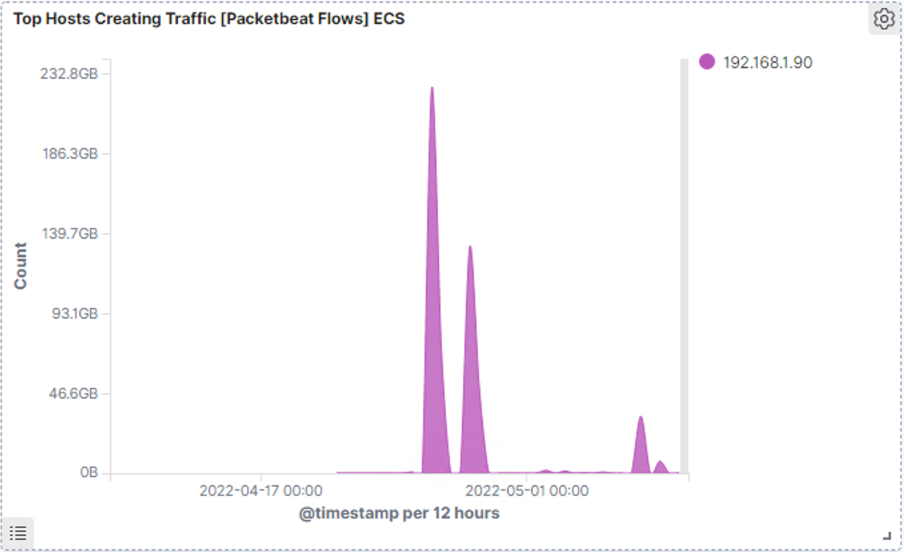 Top Hosts Creating Traffic [Packetbeat Flows] ECS
192.168.1.90
232.8GB
186.3GB
139.7GB
93.1GB
46.6GB
0B
Count
2022-04-17 00:00
2022-05-01 00:00
@timestamp per 12 hours